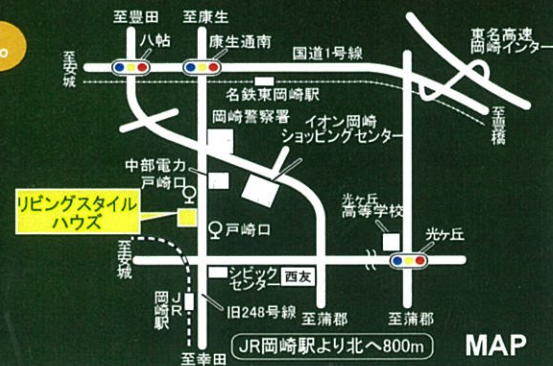 至豊田
至康生
八帖
康生通南
国道1号線
東名高速
岡崎インター
至安城
名鉄東岡崎駅
至豊橋
岡崎警察署
イオン岡崎
ショッピングセンター
中部電力
戸崎口
リビングスタイル
ハウズ
戸崎口
光ヶ丘
高等学校
光ケ丘
至安城
シビック
センター
西友
JR
岡崎駅
旧248号線
至蒲郡
至蒲郡
至幸田
JR岡崎駅より北へ800m
MAP